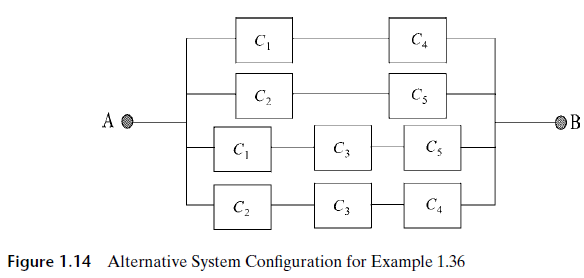 C1 C4
C2 C5
A B
C1 C3 C5
C2 C3 C4
Figure 1.14 Alternative System Configuration for Example 1.36